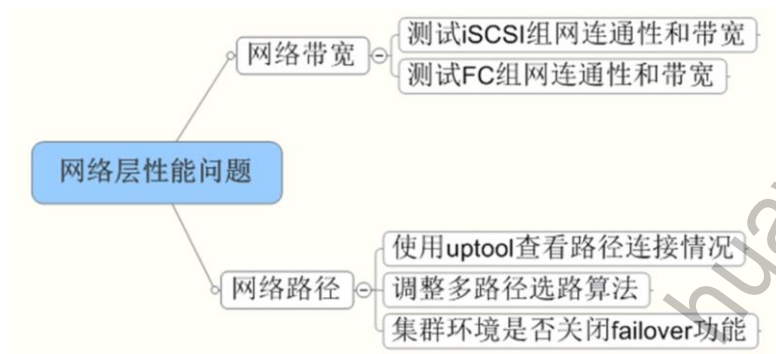 网络层性能问题
网络带宽
测试iSCSI组网连通性和带宽
测试FC组网连通性和带宽
网络路径
使用uptool查看路径连接情况
调整多路径选路算法
集群环境是否关闭failover功能